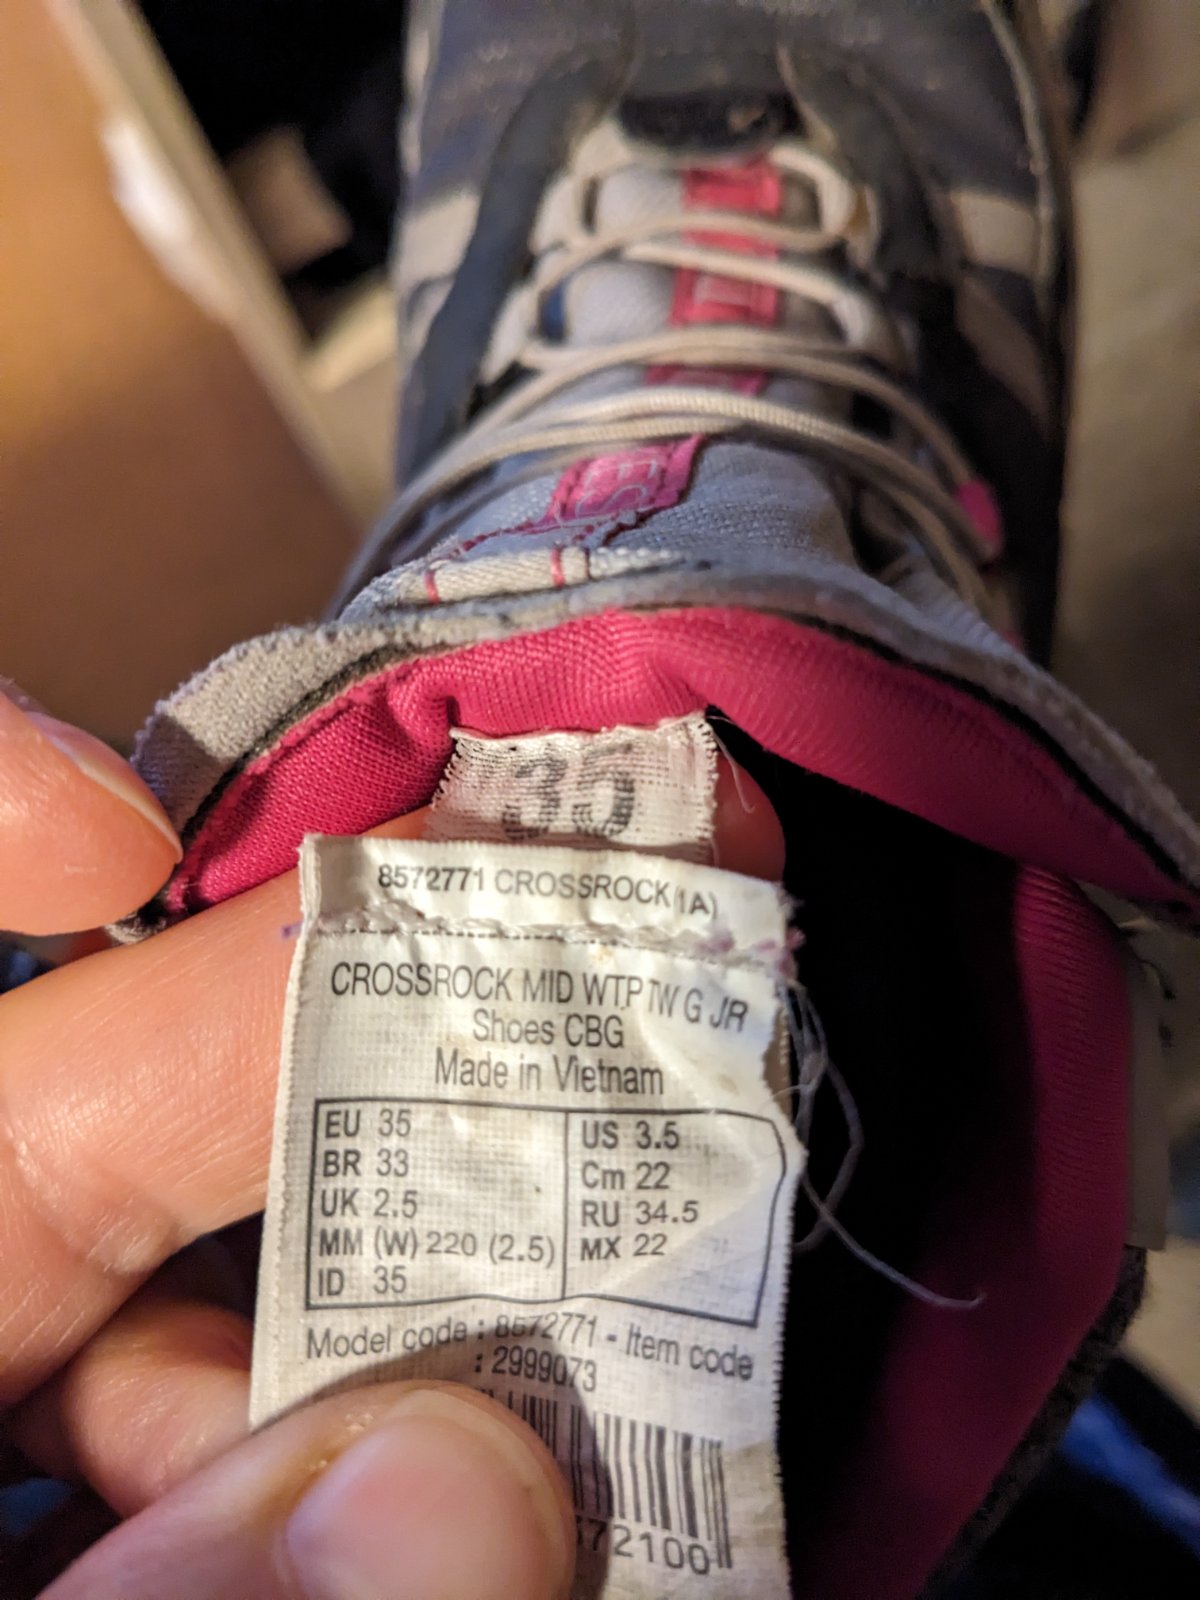 35
8572771 CROSSROCK (1A)
CROSSROCK MID WTP TW G JR
Shoes CBG
Made in Vietnam
EU 35
BR 33
UK 2.5
MM (W) 220 (2.5)
ID 35
US 3.5
Cm 22
RU 34.5
MX 22
Model code : 8572771 - Item code
: 2999073
72100